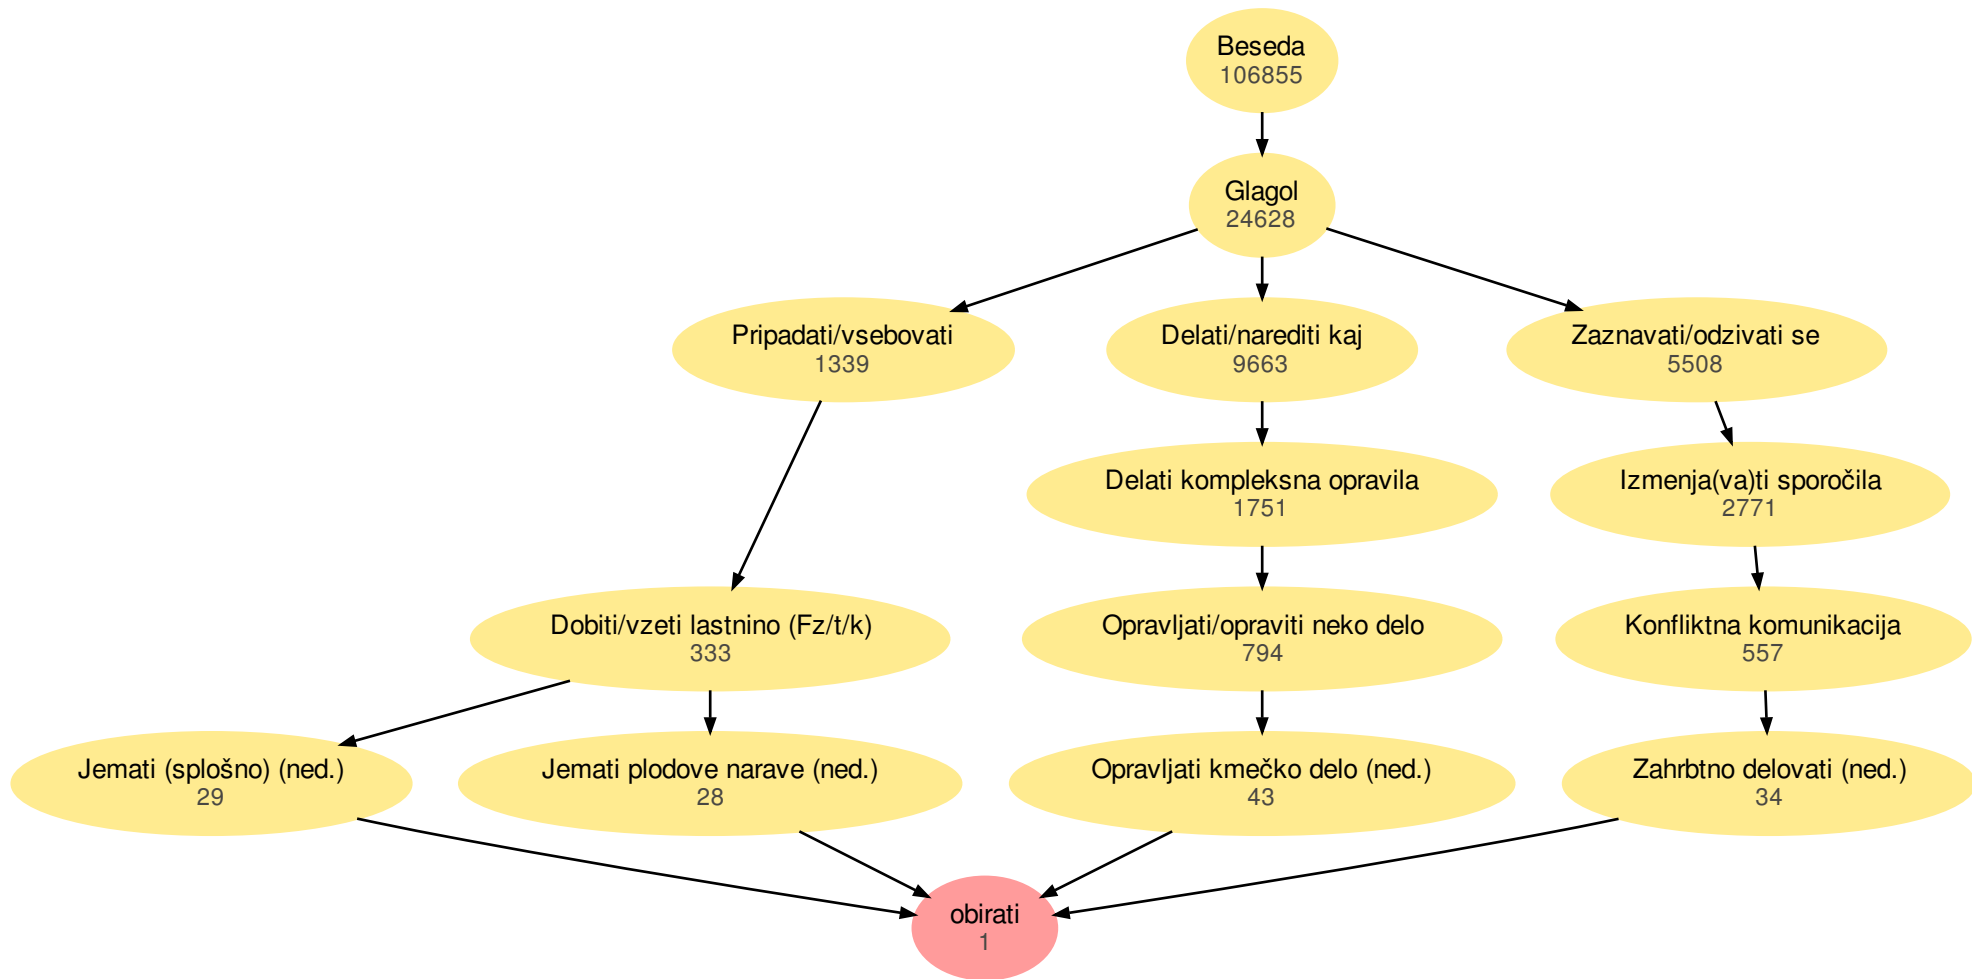 Beseda
106855
Glagol
24628
Pripadati/vsebovati
1339
Delati/narediti kaj
9663
Zaznavati/odzivati se
5508
Delati kompleksna opravila
1751
Izmenja(va)ti sporočila
2771
Dobiti/vzeti lastnino (Fz/t/k)
333
Opravljati/opraviti neko delo
794
Konfliktna komunikacija
557
Jemati (splošno) (ned.)
29
Jemati plodove narave (ned.)
28
Opravljati kmečko delo (ned.)
43
Zahrbtno delovati (ned.)
34
obirati
1